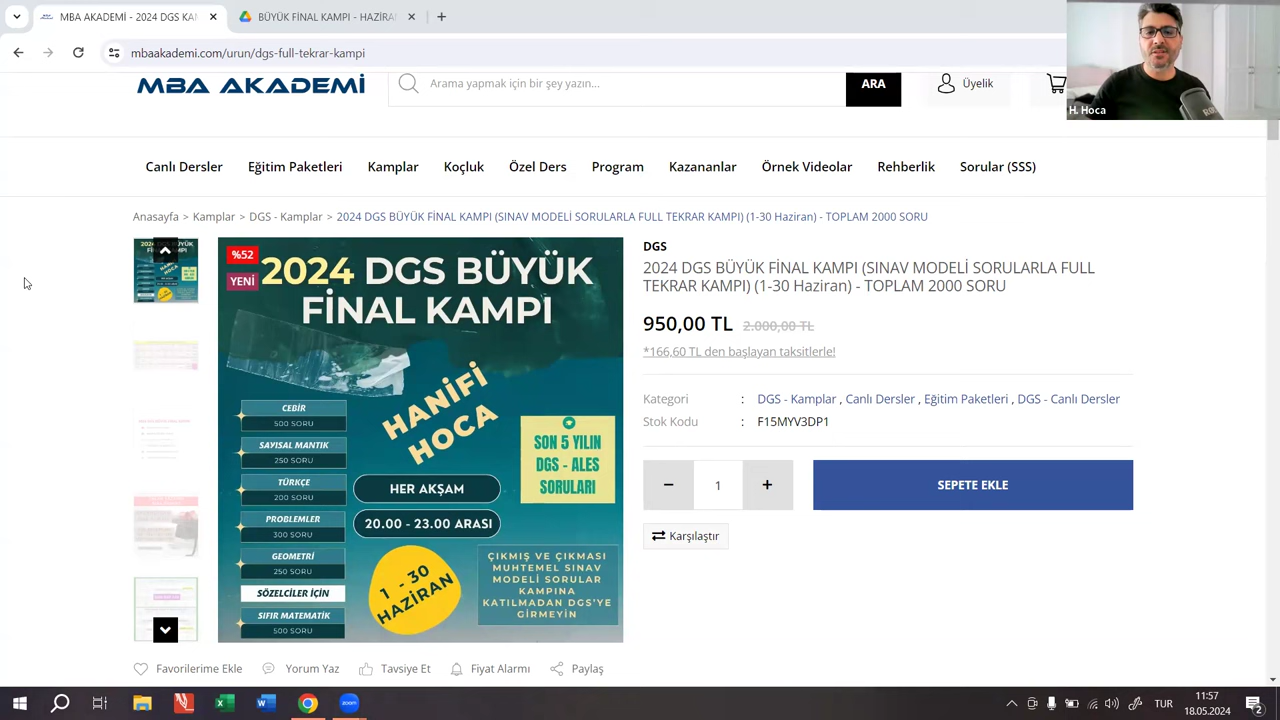 MBA AKADEMI - 2024 DGS KAN
BÜYÜK FİNAL KAMPI - HAZİRA
mbaakademi.com/urun/dgs-full-tekrar-kampi
H. Hoca
MBA AKADEMİ
Arama yapmak için bir şey yazın...
ARA
Üyelik
Canlı Dersler
Eğitim Paketleri
Kamplar
Koçluk
Özel Ders
Program
Kazananlar
Örnek Videolar
Rehberlik
Sorular (SSS)
Anasayfa > Kamplar > DGS - Kamplar > 2024 DGS BÜYÜK FİNAL KAMPI (SINAV MODELİ SORULARLA FULL TEKRAR KAMPI) (1-30 Haziran) - TOPLAM 2000 SORU
%52
YENİ
2024 DGS BÜYÜK
FİNAL KAMPI
HANİFİ
HOCA
CEBİR
500 SORU
SAYISAL MANTIK
250 SORU
TÜRKÇE
200 SORU
PROBLEMLER
300 SORU
GEOMETRİ
250 SORU
SÖZELCİLER İÇİN
SIFIR MATEMATİK
500 SORU
HER AKŞAM
20.00 - 23.00 ARASI
1 - 30
HAZİRAN
SON 5 YILIN
DGS - ALES
SORULARI
ÇIKMIŞ VE ÇIKMASI
MUHTEMEL SINAV
MODELİ SORULAR
KAMPINA
KATILMADAN DGS'YE
GİRMEYİN
DGS
2024 DGS BÜYÜK FİNAL KAMPI (SINAV MODELİ SORULARLA FULL
TEKRAR KAMPI) (1-30 Haziran) - TOPLAM 2000 SORU
950,00 TL 2.000,00 TL
*166,60 TL den başlayan taksitlerle!
Kategori : DGS - Kamplar , Canlı Dersler , Eğitim Paketleri , DGS - Canlı Dersler
Stok Kodu : F15MYV3DP1
− 1 +
SEPETE EKLE
Karşılaştır
Favorilerime Ekle
Yorum Yaz
Tavsiye Et
Fiyat Alarmı
Paylaş
zoom
TUR
11:57
18.05.2024
2